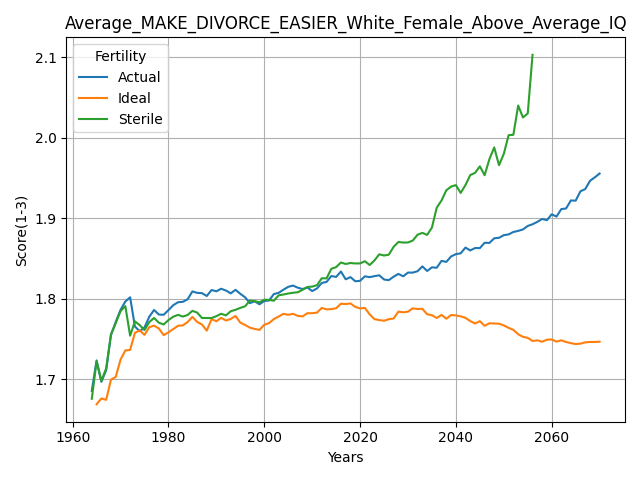 Average_MAKE_DIVORCE_EASIER_White_Female_Above_Average_IQ
Fertility
Actual
Ideal
Sterile
Score(1-3)
2.1
2.0
1.9
1.8
1.7
1960
1980
2000
2020
2040
2060
Years